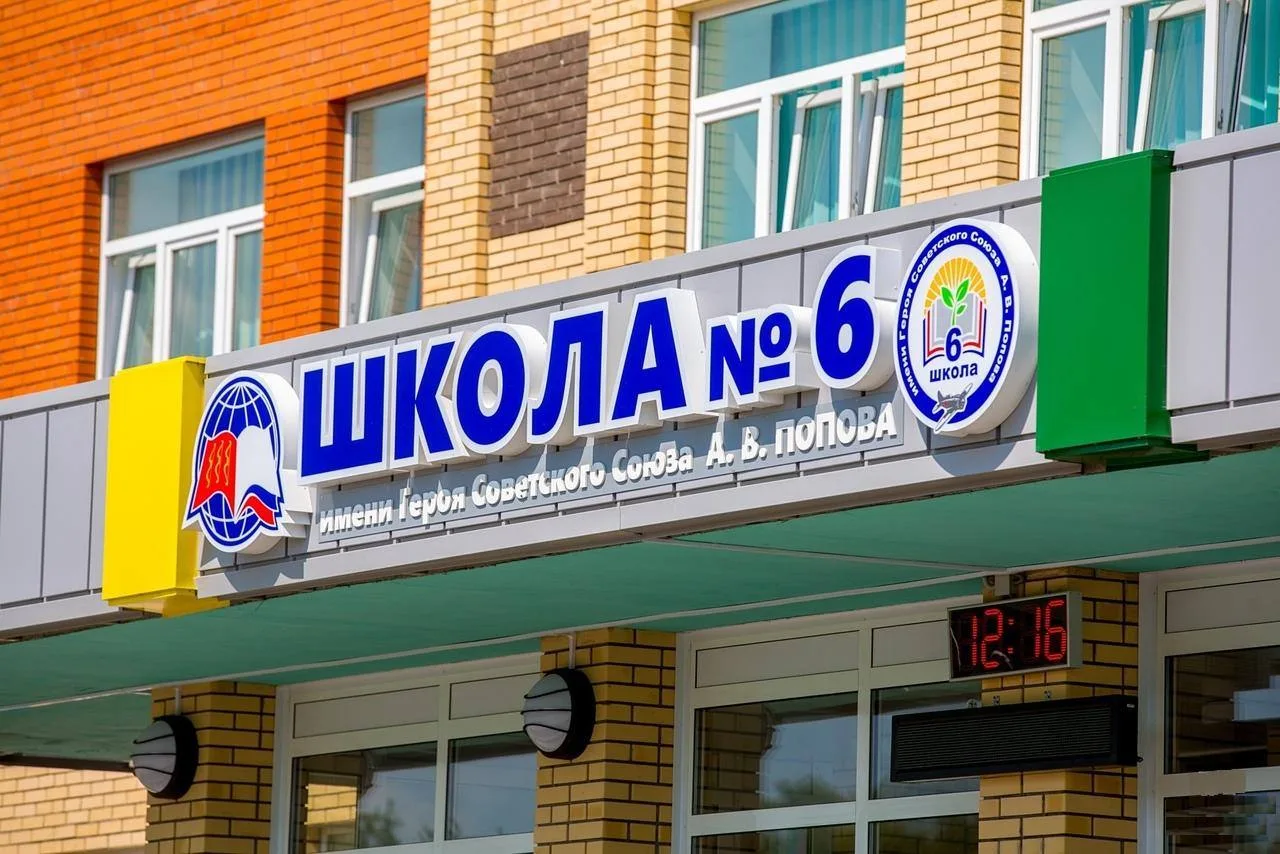 ШКОЛА № 6
имени Героя Советского Союза А. В. ПОПОВА
имени Героя Советского Союза А. В. Попова
6
школа
12:16